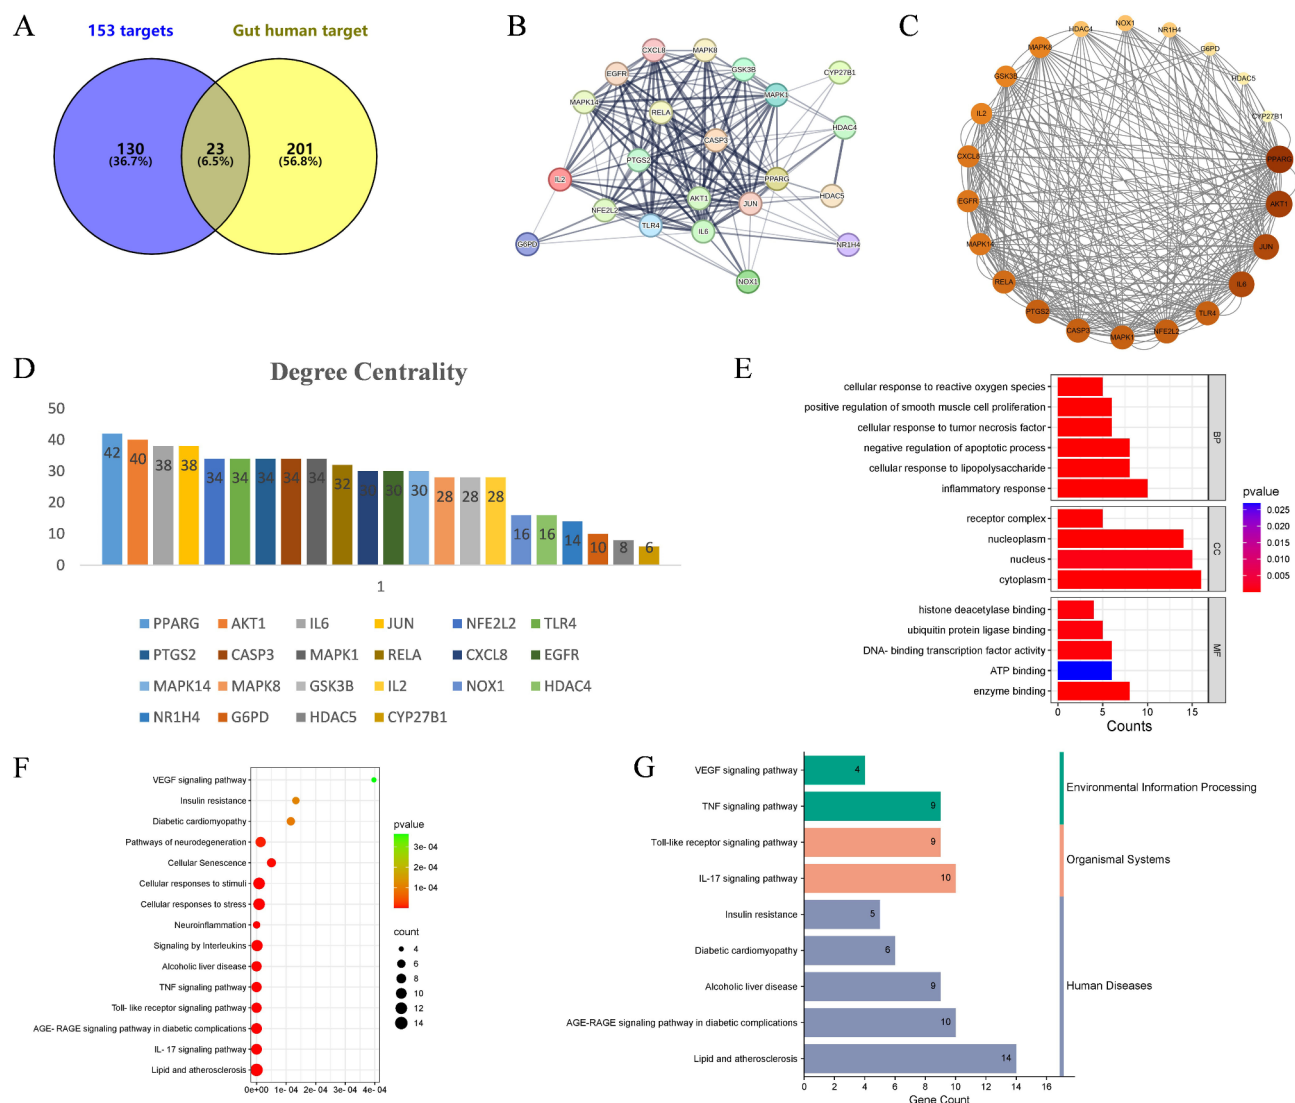 A
153 targets
Gut human target
130
(36.7%)
23
(6.5%)
201
(56.8%)
B
CXCL8
MAPK8
EGFR
GSK3B
CYP27B1
MAPK14
MAPK1
RELA
HDAC4
CASP3
PTGS2
IL2
PPARG
HDAC5
AKT1
JUN
NFE2L2
TLR4
IL6
G6PD
NR1H4
NOX1
C
NOX1
HDAC4
NR1H4
MAPK8
G6PD
GSK3B
HDAC5
IL2
CYP27B1
CXCL8
PPARG
EGFR
AKT1
MAPK14
JUN
RELA
IL6
PTGS2
TLR4
CASP3
MAPK1
NFE2L2
D
Degree Centrality
50
40
30
20
10
0
42 40 38 38 34 34 34 34 34 32 30 30 30 28 28 28 16 16 14 10 8 6
1
PPARG AKT1 IL6 JUN NFE2L2 TLR4
PTGS2 CASP3 MAPK1 RELA CXCL8 EGFR
MAPK14 MAPK8 GSK3B IL2 NOX1 HDAC4
NR1H4 G6PD HDAC5 CYP27B1
E
cellular response to reactive oxygen species
positive regulation of smooth muscle cell proliferation
cellular response to tumor necrosis factor
negative regulation of apoptotic process
cellular response to lipopolysaccharide
inflammatory response
BP
receptor complex
nucleoplasm
nucleus
cytoplasm
CC
histone deacetylase binding
ubiquitin protein ligase binding
DNA- binding transcription factor activity
ATP binding
enzyme binding
MF
0 5 10 15
Counts
pvalue
0.025
0.020
0.015
0.010
0.005
F
VEGF signaling pathway
Insulin resistance
Diabetic cardiomyopathy
Pathways of neurodegeneration
Cellular Senescence
Cellular responses to stimuli
Cellular responses to stress
Neuroinflammation
Signaling by Interleukins
Alcoholic liver disease
TNF signaling pathway
Toll- like receptor signaling pathway
AGE- RAGE signaling pathway in diabetic complications
IL- 17 signaling pathway
Lipid and atherosclerosis
0e+00 1e-04 2e-04 3e-04 4e-04
pvalue
3e-04
2e-04
1e-04
count
4
6
8
10
12
14
G
VEGF signaling pathway 4
TNF signaling pathway 9
Toll-like receptor signaling pathway 9
IL-17 signaling pathway 10
Insulin resistance 5
Diabetic cardiomyopathy 6
Alcoholic liver disease 9
AGE-RAGE signaling pathway in diabetic complications 10
Lipid and atherosclerosis 14
0 2 4 6 8 10 12 14 16
Gene Count
Environmental Information Processing
Organismal Systems
Human Diseases